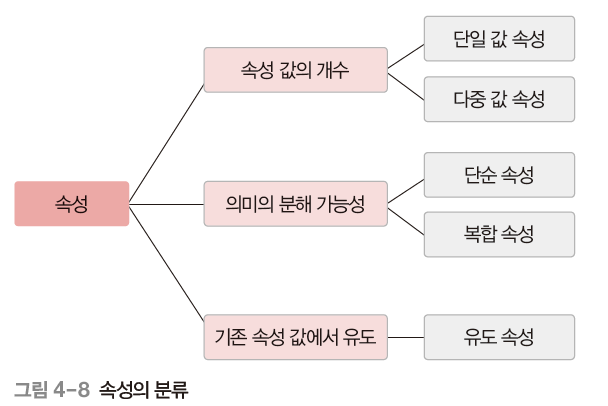 속성
속성 값의 개수
단일 값 속성
다중 값 속성
의미의 분해 가능성
단순 속성
복합 속성
기존 속성 값에서 유도
유도 속성
그림 4-8 속성의 분류